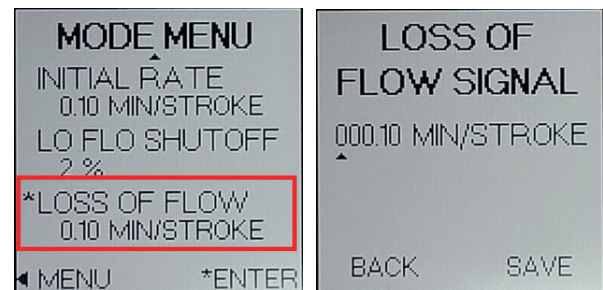 MODE MENU
INITIAL RATE
0.10 MIN/STROKE
LO FLO SHUTOFF
2 %
*LOSS OF FLOW
0.10 MIN/STROKE
MENU *ENTER
LOSS OF
FLOW SIGNAL
000.10 MIN/STROKE
BACK SAVE